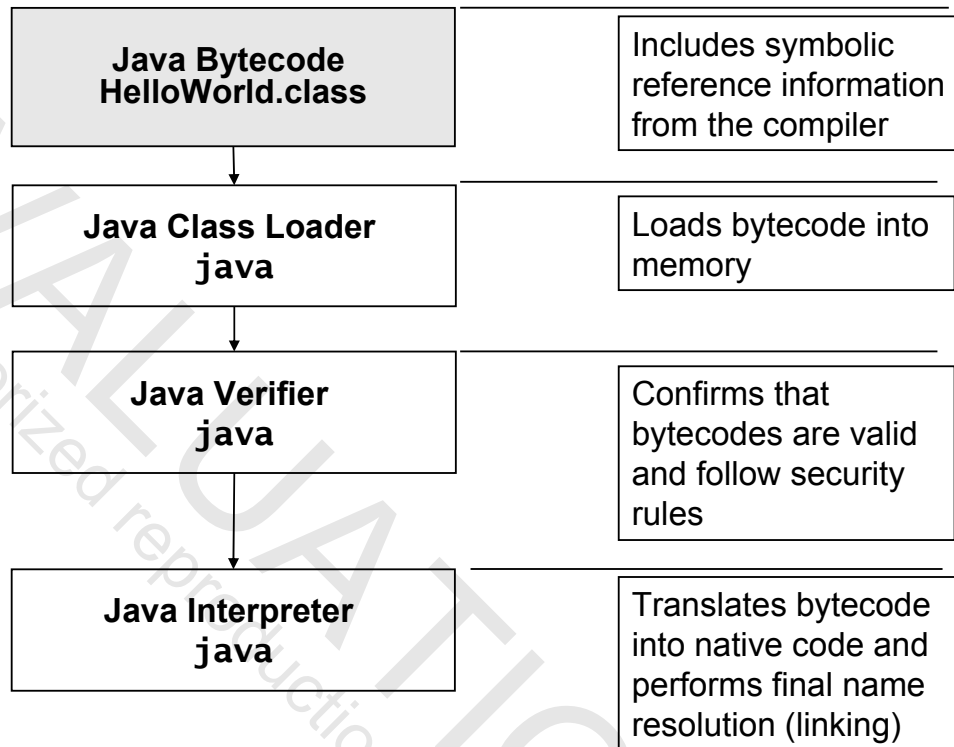 Java Bytecode
HelloWorld.class
Includes symbolic
reference information
from the compiler
Java Class Loader
java
Loads bytecode into
memory
Java Verifier
java
Confirms that
bytecodes are valid
and follow security
rules
Java Interpreter
java
Translates bytecode
into native code and
performs final name
resolution (linking)